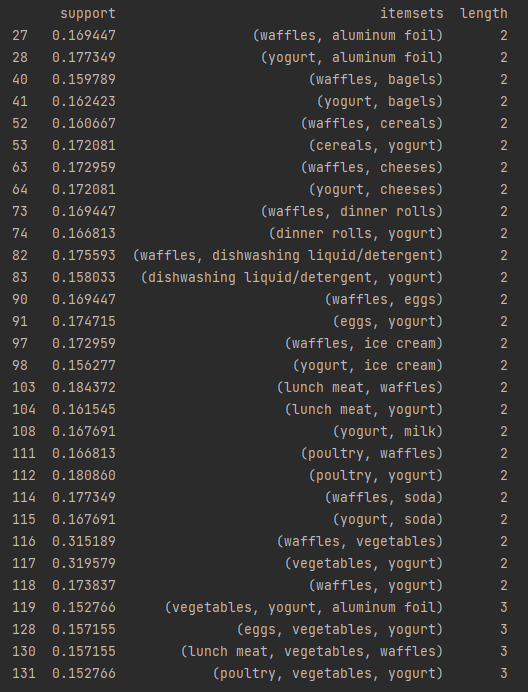 support itemsets length
27 0.169447 (waffles, aluminum foil) 2
28 0.177349 (yogurt, aluminum foil) 2
40 0.159789 (waffles, bagels) 2
41 0.162423 (yogurt, bagels) 2
52 0.160667 (waffles, cereals) 2
53 0.172081 (cereals, yogurt) 2
63 0.172959 (waffles, cheeses) 2
64 0.172081 (yogurt, cheeses) 2
73 0.169447 (waffles, dinner rolls) 2
74 0.166813 (dinner rolls, yogurt) 2
82 0.175593 (waffles, dishwashing liquid/detergent) 2
83 0.158033 (dishwashing liquid/detergent, yogurt) 2
90 0.169447 (waffles, eggs) 2
91 0.174715 (eggs, yogurt) 2
97 0.172959 (waffles, ice cream) 2
98 0.156277 (yogurt, ice cream) 2
103 0.184372 (lunch meat, waffles) 2
104 0.161545 (lunch meat, yogurt) 2
108 0.167691 (yogurt, milk) 2
111 0.166813 (poultry, waffles) 2
112 0.180860 (poultry, yogurt) 2
114 0.177349 (waffles, soda) 2
115 0.167691 (yogurt, soda) 2
116 0.315189 (waffles, vegetables) 2
117 0.319579 (vegetables, yogurt) 2
118 0.173837 (waffles, yogurt) 2
119 0.152766 (vegetables, yogurt, aluminum foil) 3
128 0.157155 (eggs, vegetables, yogurt) 3
130 0.157155 (lunch meat, vegetables, waffles) 3
131 0.152766 (poultry, vegetables, yogurt) 3